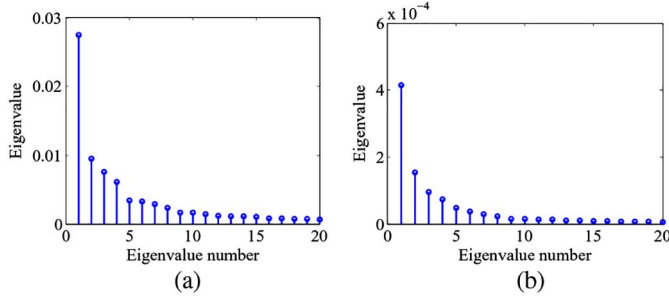 0.03
0.02
0.01
0
Eigenvalue
0 5 10 15 20
Eigenvalue number
(a)
6 x 10⁻⁴
4
2
0
Eigenvalue
0 5 10 15 20
Eigenvalue number
(b)